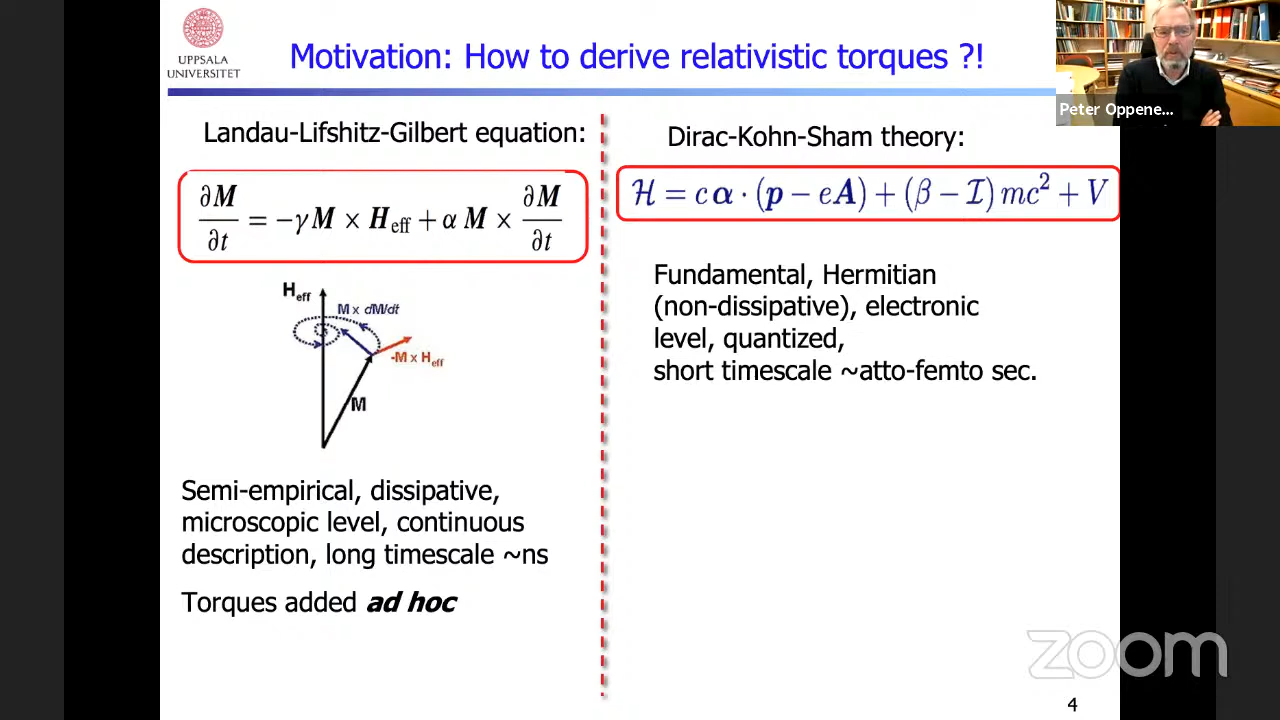 UPPSALA
UNIVERSITET
Motivation: How to derive relativistic torques ?!
Peter Oppene...
Landau-Lifshitz-Gilbert equation:
∂M/∂t = −γ M × H_eff + α M × ∂M/∂t
H_eff
M x dM/dt
-M x H_eff
M
Semi-empirical, dissipative,
microscopic level, continuous
description, long timescale ~ns
Torques added ad hoc
Dirac-Kohn-Sham theory:
ℋ = c α · (p − eA) + (β − ℐ) mc² + V
Fundamental, Hermitian
(non-dissipative), electronic
level, quantized,
short timescale ~atto-femto sec.
zoom
4